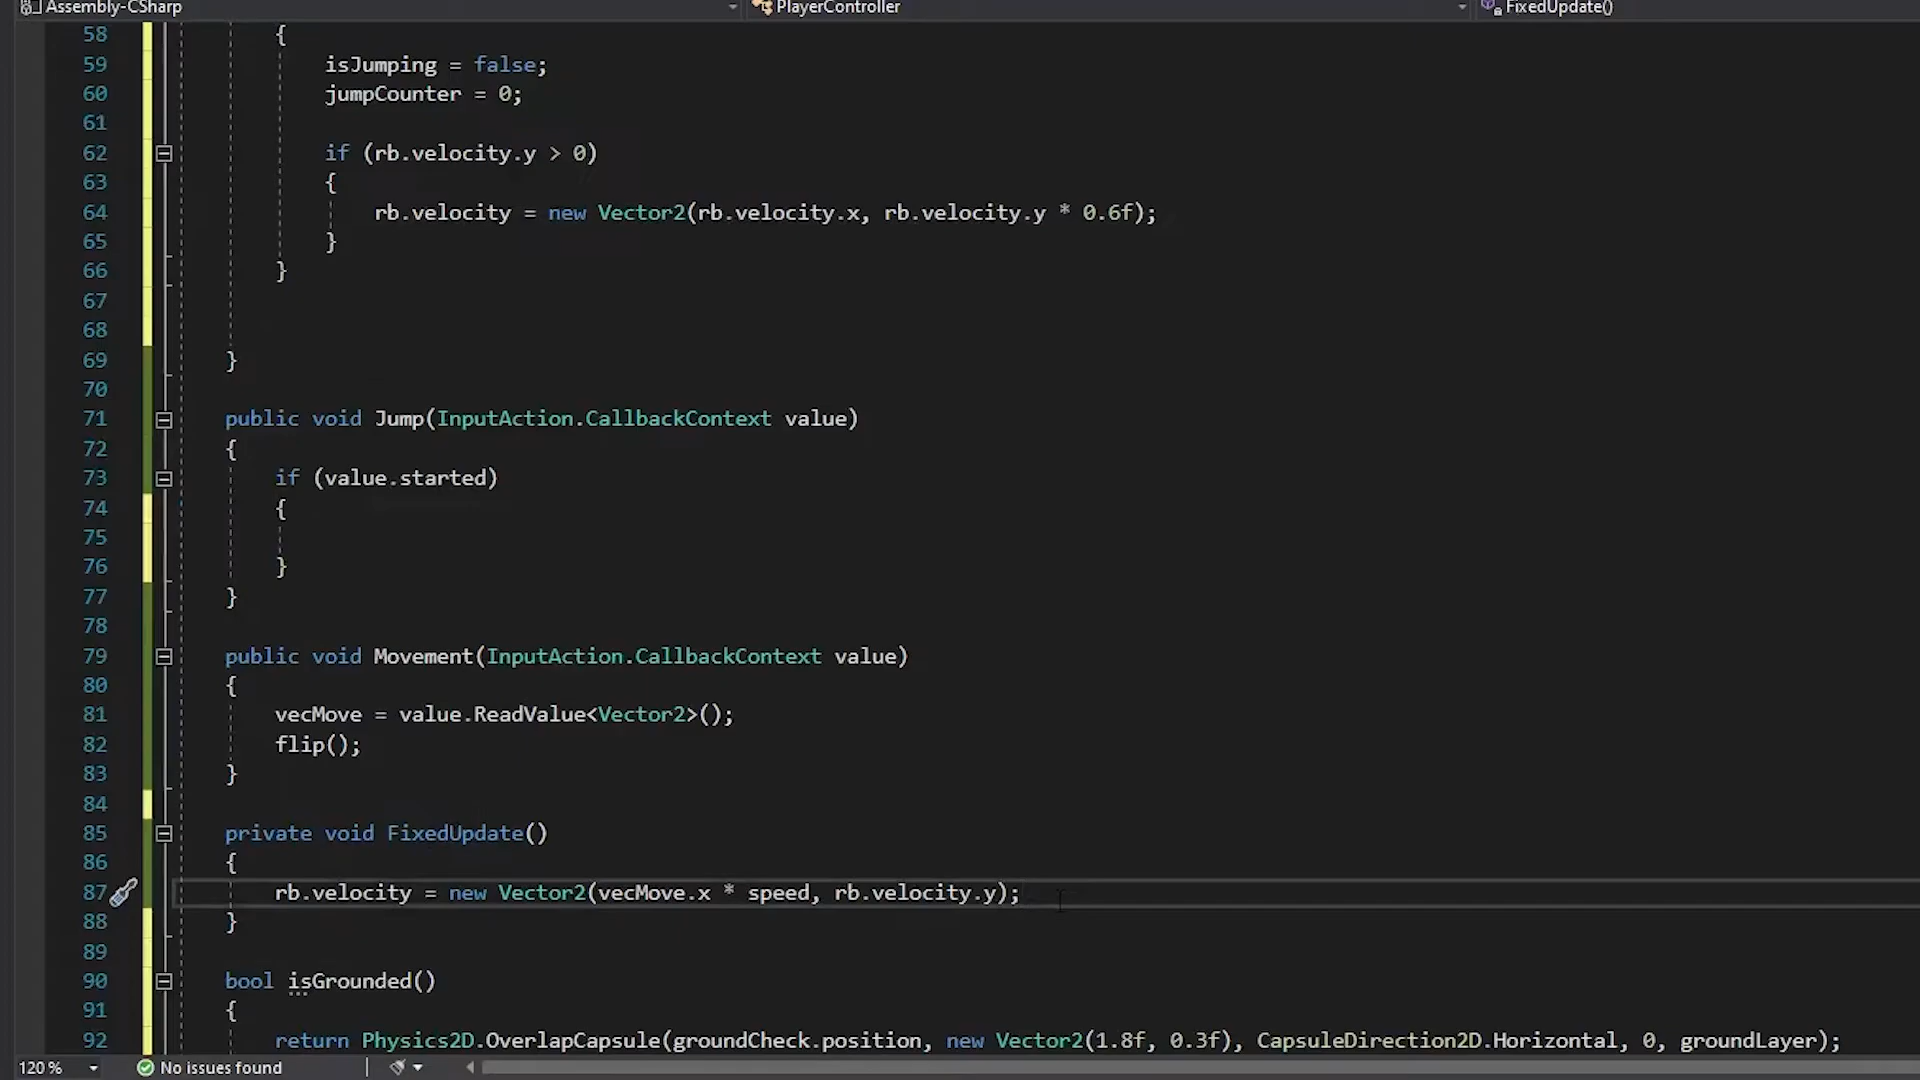 Assembly-CSharp PlayerController FixedUpdate()
58 {
59 isJumping = false;
60 jumpCounter = 0;
61
62 if (rb.velocity.y > 0)
63 {
64 rb.velocity = new Vector2(rb.velocity.x, rb.velocity.y * 0.6f);
65 }
66 }
67
68
69 }
70
71 public void Jump(InputAction.CallbackContext value)
72 {
73 if (value.started)
74 {
75
76 }
77 }
78
79 public void Movement(InputAction.CallbackContext value)
80 {
81 vecMove = value.ReadValue<Vector2>();
82 flip();
83 }
84
85 private void FixedUpdate()
86 {
87 rb.velocity = new Vector2(vecMove.x * speed, rb.velocity.y);
88 }
89
90 bool isGrounded()
91 {
92 return Physics2D.OverlapCapsule(groundCheck.position, new Vector2(1.8f, 0.3f), CapsuleDirection2D.Horizontal, 0, groundLayer);
120 % No issues found